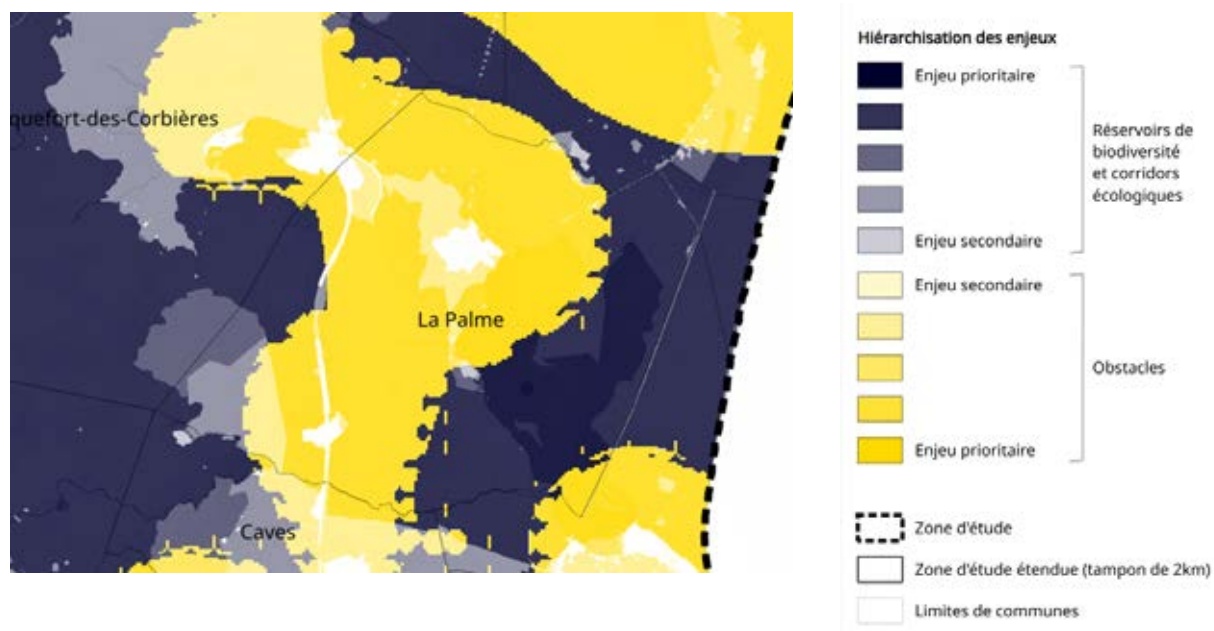 quefort-des-Corbières
La Palme
Caves
Hiérarchisation des enjeux
Enjeu prioritaire
Réservoirs de
biodiversité
et corridors
écologiques
Enjeu secondaire
Enjeu secondaire
Obstacles
Enjeu prioritaire
Zone d'étude
Zone d'étude étendue (tampon de 2km)
Limites de communes